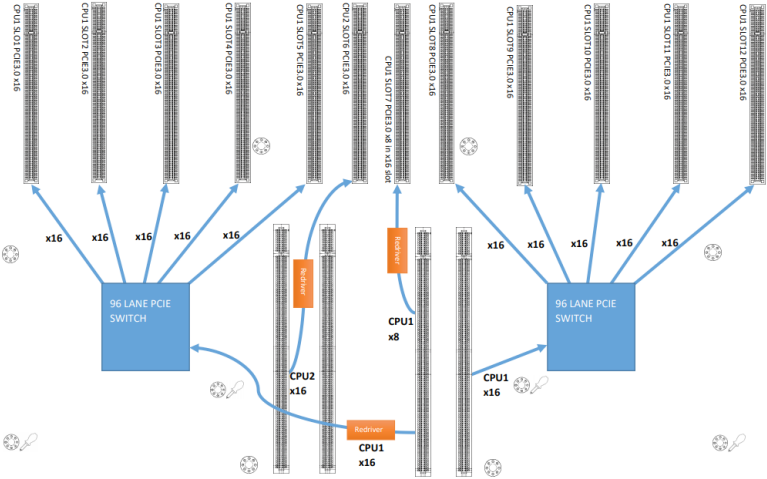 CPU1 SLO1 PCIE3.0 x16
CPU1 SLOT2 PCIE3.0 x16
CPU1 SLOT3 PCIE3.0 x16
CPU1 SLOT4 PCIE3.0 x16
CPU1 SLOT5 PCIE3.0 x16
CPU2 SLOT6 PCIE3.0 x16
CPU1 SLOT7 PCIE3.0 x8 in x16 slot
CPU1 SLOT8 PCIE3.0 x16
CPU1 SLOT9 PCIE3.0 x16
CPU1 SLOT10 PCIE3.0 x16
CPU1 SLOT11 PCIE3.0 x16
CPU1 SLOT12 PCIE3.0 x16
x16
x16
x16
x16
x16
x16
x16
x16
x16
x16
Redriver
Redriver
96 LANE PCIE
SWITCH
96 LANE PCIE
SWITCH
CPU1
x8
CPU2
x16
CPU1
x16
Redriver
CPU1
x16